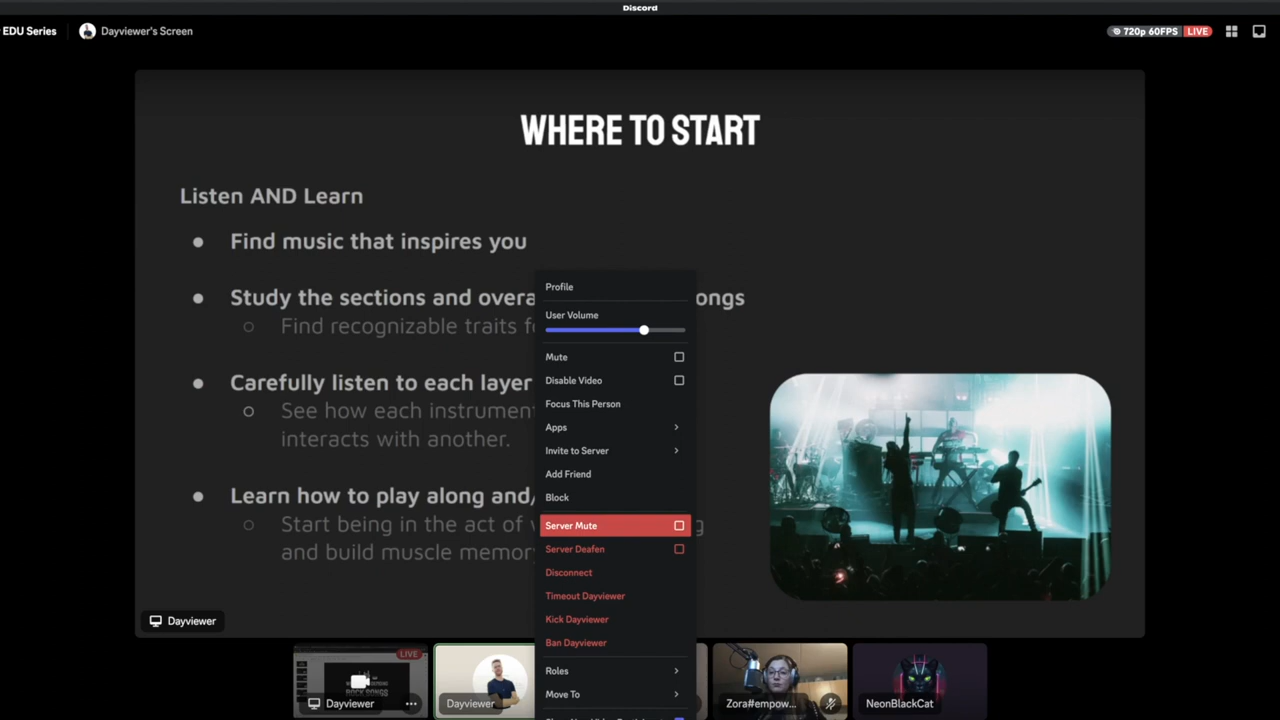 Discord
EDU Series
Dayviewer's Screen
720p 60FPS
LIVE
WHERE TO START
Listen AND Learn
● Find music that inspires you
● Study the sections and overa
ongs
○ Find recognizable traits f
● Carefully listen to each layer
○ See how each instrument
interacts with another.
● Learn how to play along and/
○ Start being in the act of
g
and build muscle memor
Profile
User Volume
Mute
Disable Video
Focus This Person
Apps
Invite to Server
Add Friend
Block
Server Mute
Server Deafen
Disconnect
Timeout Dayviewer
Kick Dayviewer
Ban Dayviewer
Roles
Move To
Dayviewer
LIVE
ROCK SONGS
Dayviewer
Dayviewer
Zora#empow...
NeonBlackCat